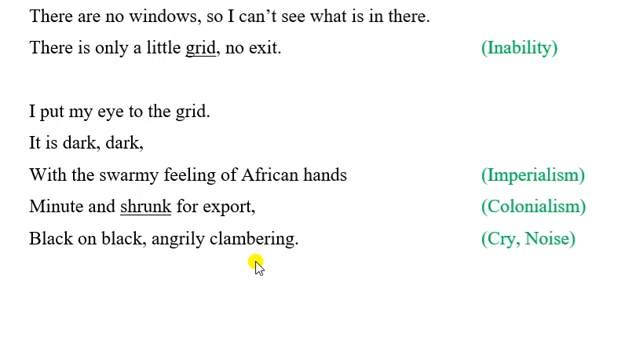 There are no windows, so I can't see what is in there.
There is only a little grid, no exit. (Inability)
I put my eye to the grid.
It is dark, dark,
With the swarmy feeling of African hands (Imperialism)
Minute and shrunk for export, (Colonialism)
Black on black, angrily clambering. (Cry, Noise)